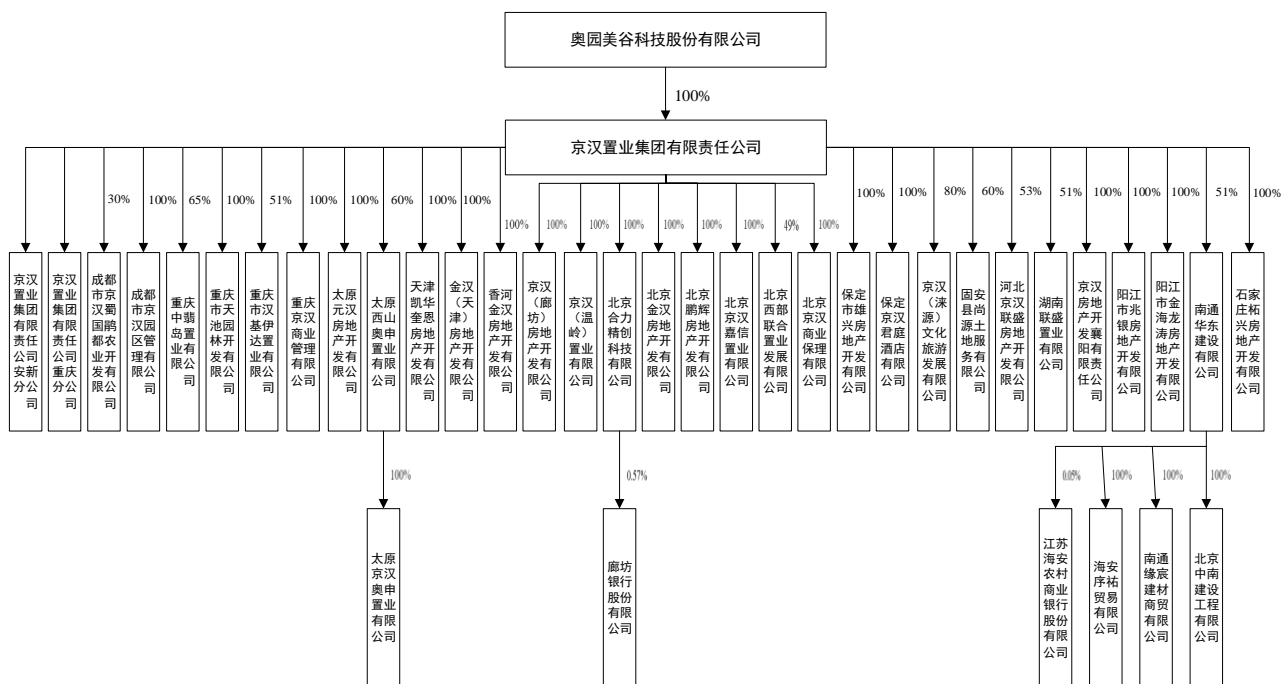 奥园美谷科技股份有限公司
100%
京汉置业集团有限责任公司
30%
100%
65%
100%
51%
100%
100%
60%
100%
100%
100%
100%
100%
100%
100%
100%
100%
49%
100%
100%
100%
80%
60%
53%
51%
100%
100%
100%
51%
100%
京汉置业集团有限责任公司新安分公司
京汉置业集团有限责任公司重庆分公司
成都市京汉蜀国鹃都农业开发有限公司
成都市京汉园区管理有限公司
重庆中翡岛置业有限公司
重庆市天池园林开发有限公司
重庆市汉基伊达置业有限公司
重庆京汉商业管理有限公司
太原元汉房地产开发有限公司
太原西山奥申置业有限公司
天津凯华奎恩房地产开发有限公司
金汉（天津）房地产开发有限公司
香河金汉房地产开发有限公司
京汉（廊坊）房地产开发有限公司
京汉（温岭）置业有限公司
北京合力精创科技有限公司
北京金汉房地产开发有限公司
北京鹏辉房地产开发有限公司
北京京汉嘉信置业有限公司
北京西部联合置业发展有限公司
北京京汉商业保理有限公司
保定市雄兴房地产开发有限公司
保定京汉君庭酒店有限公司
京汉（涞源）文化旅游发展有限公司
固安县尚源土地服务有限公司
河北京汉联盛房地产开发有限公司
湖南联盛置业有限公司
京汉房地产开发襄阳有限责任公司
阳江市兆银房地产开发有限公司
阳江市金海龙涛房地产开发有限公司
南通华东建设有限公司
石家庄柘兴房地产开发有限公司
100%
0.57%
0.05%
100%
100%
100%
太原京汉奥申置业有限公司
廊坊银行股份有限公司
江苏海安农村商业银行股份有限公司
海安祐序贸易有限公司
南通宸缘建材商贸有限公司
北京中南建设工程有限公司